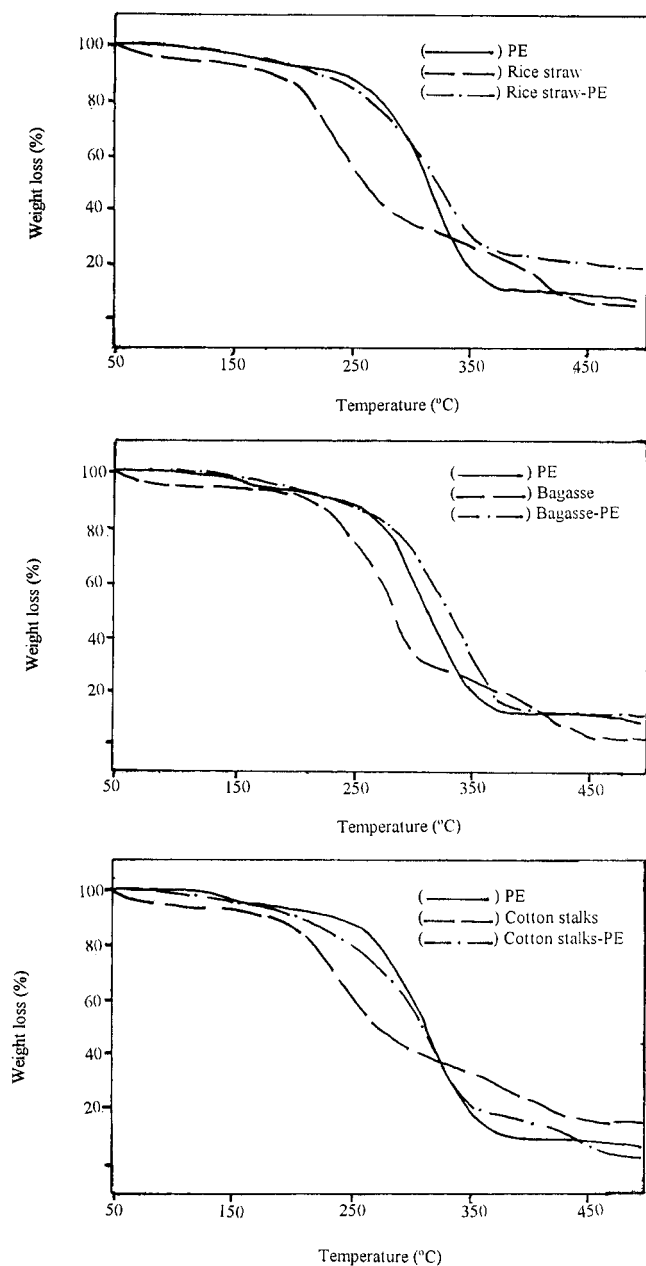 100
80
60
40
20
Weight loss (%)
( ) PE
( ) Rice straw
( ) Rice straw-PE
50 150 250 350 450
Temperature (°C)
100
80
60
40
20
Weight loss (%)
( ) PE
( ) Bagasse
( ) Bagasse-PE
50 150 250 350 450
Temperature (°C)
100
80
60
40
20
Weight loss (%)
( ) PE
( ) Cotton stalks
( ) Cotton stalks-PE
50 150 250 350 450
Temperature (°C)